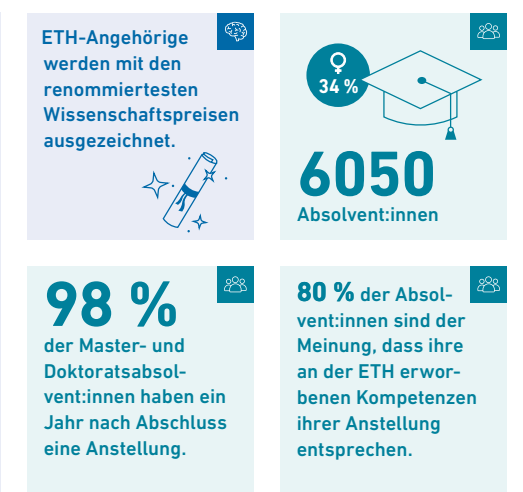 ETH-Angehörige
werden mit den
renommiertesten
Wissenschaftspreisen
ausgezeichnet.
34 %
6050
Absolvent:innen
98 %
der Master- und
Doktoratsabsol-
vent:innen haben ein
Jahr nach Abschluss
eine Anstellung.
80 % der Absol-
vent:innen sind der
Meinung, dass ihre
an der ETH erwor-
benen Kompetenzen
ihrer Anstellung
entsprechen.